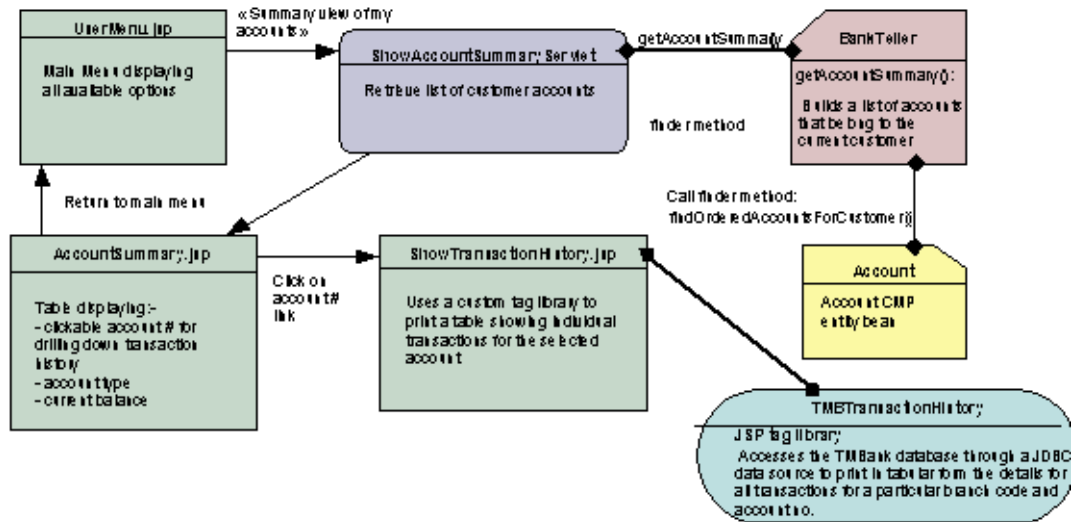 UserMenu.jsp
Main Menu displaying
all available options
«Summary view of my
accounts»
ShowAccountSummaryServlet
Retrieve list of customer accounts
getAccountSummary
finder method
BankTeller
getAccountSummary():
Builds a list of accounts
that belong to the
current customer
Return to main menu
Call finder method:
findOrderedAccountsForCustomer()
AccountSummary.jsp
Table displaying:-
- clickable account # for
drilling down transaction
history
- account type
- current balance
Click on
account #
link
ShowTransactionHistory.jsp
Uses a custom tag library to
print a table showing individual
transactions for the selected
account
Account
Account CMP
entity bean
TMBTransactionHistory
JSP tag library
Accesses the TMBank database through a JDBC
data source to print in tabular form the details for
all transactions for a particular branch code and
account no.